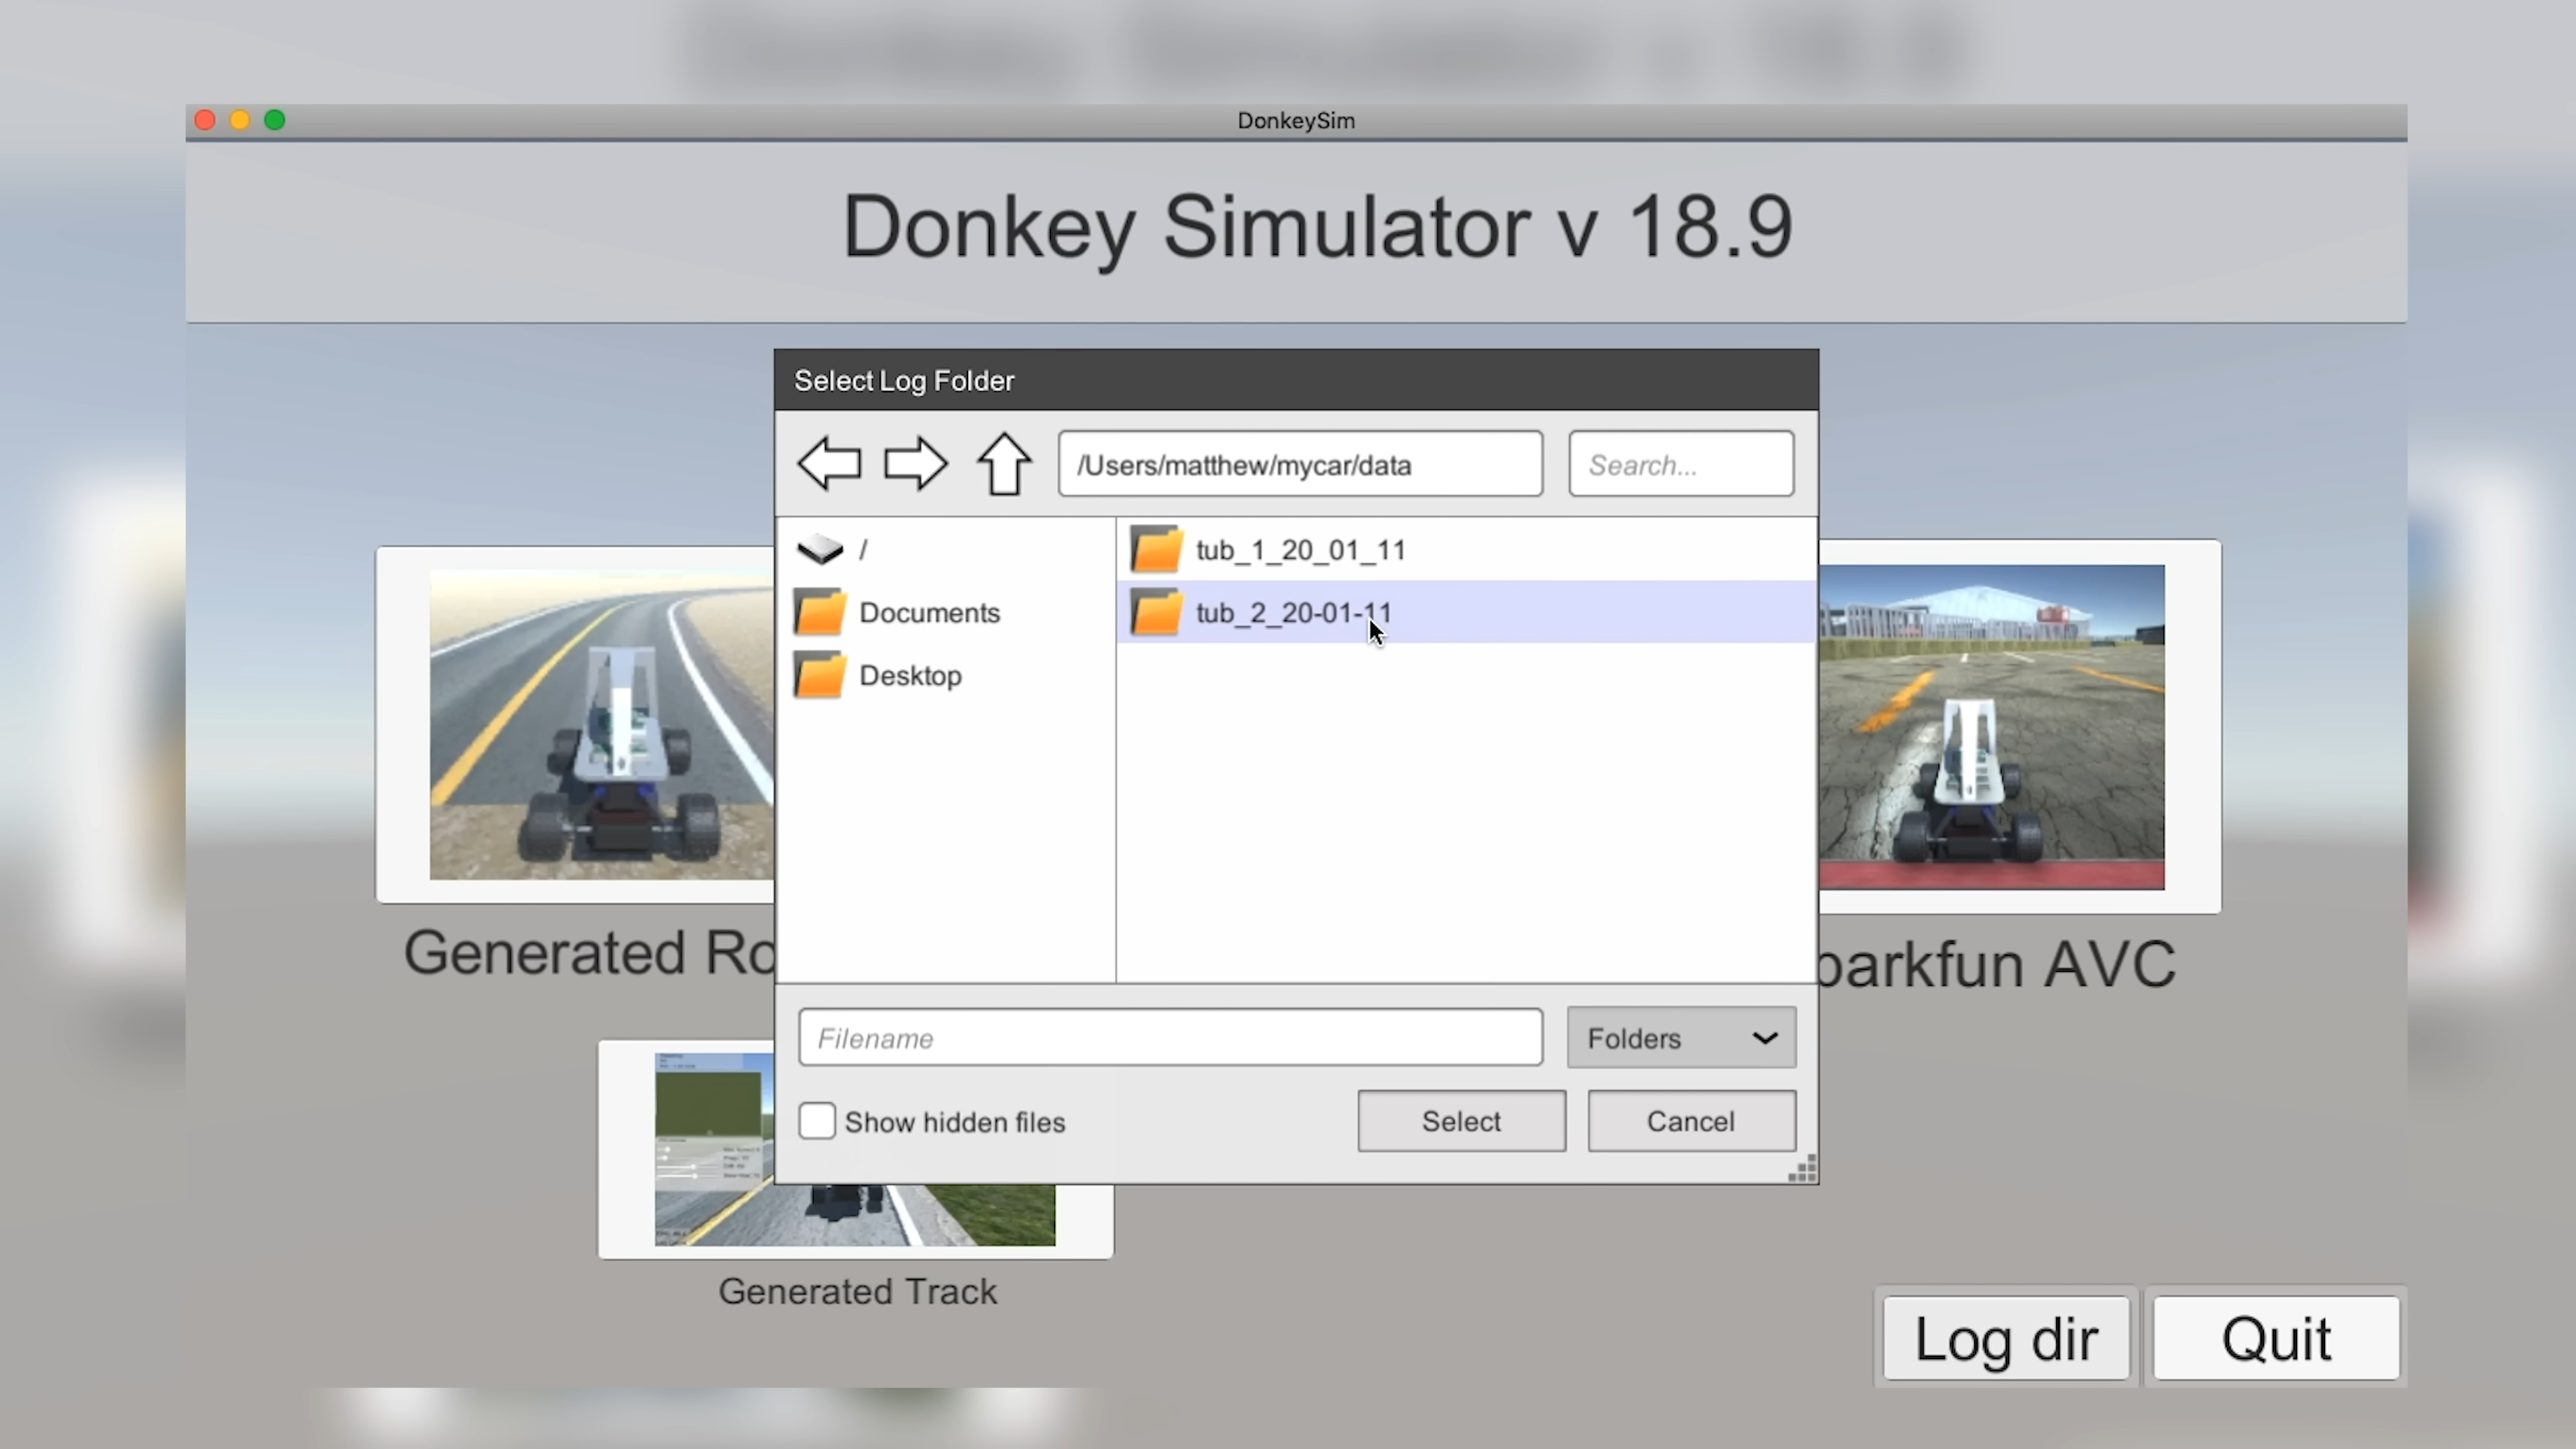 DonkeySim
Donkey Simulator v 18.9
Select Log Folder
/Users/matthew/mycar/data
Search...
/
tub_1_20_01_11
Documents
tub_2_20-01-11
Desktop
Generated Ro
parkfun AVC
Filename
Folders
Show hidden files
Select
Cancel
Generated Track
Log dir
Quit